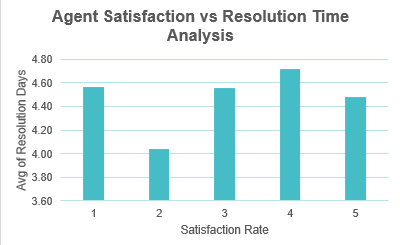 Agent Satisfaction vs Resolution Time
Analysis
Avg of Resolution Days
4.80
4.60
4.40
4.20
4.00
3.80
3.60
1 2 3 4 5
Satisfaction Rate